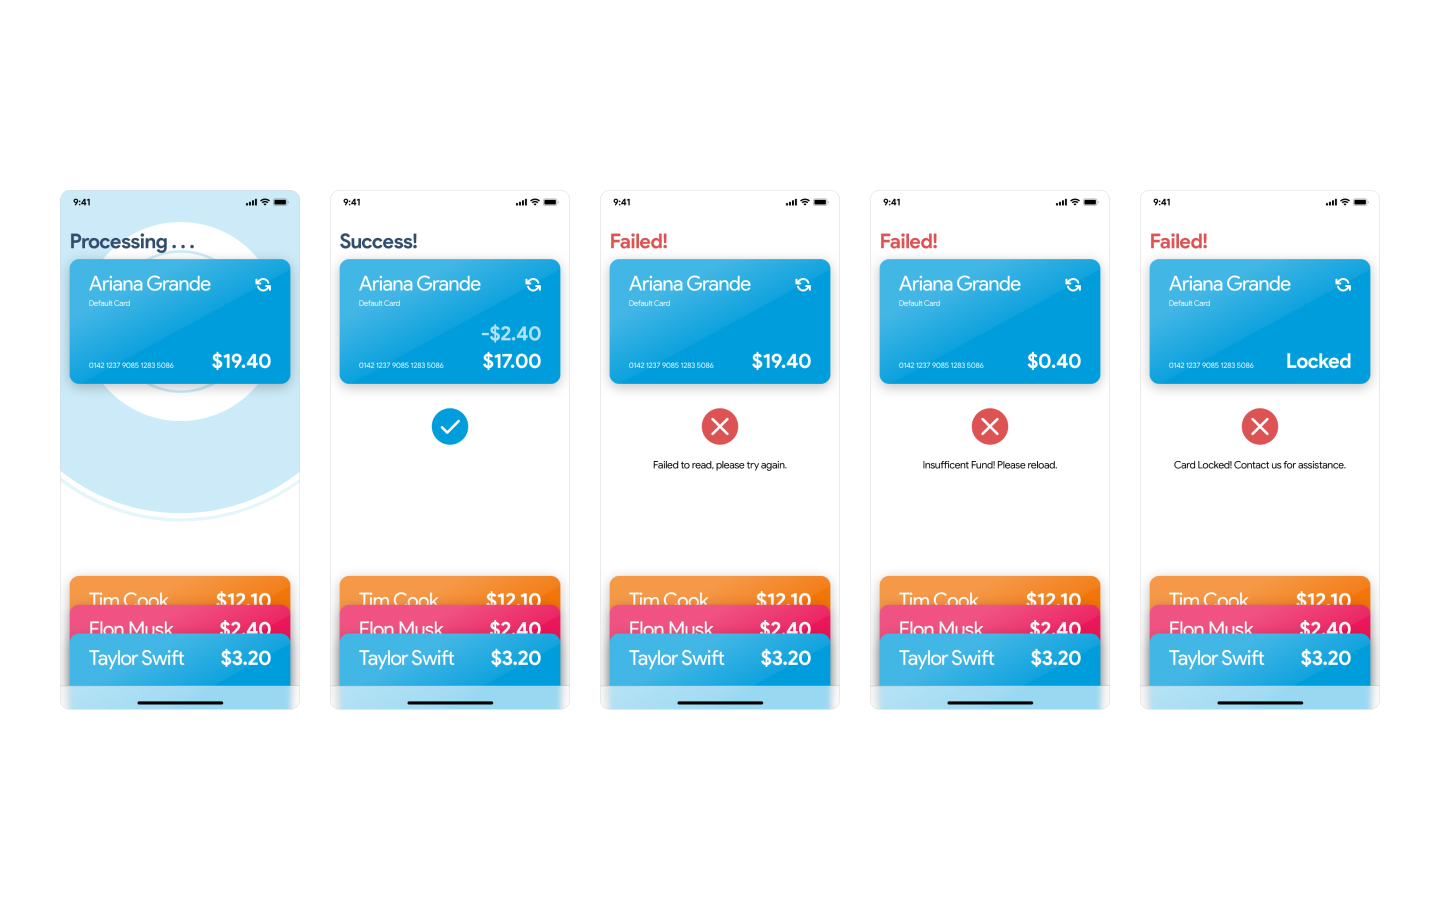 9:41
Processing . . .
Ariana Grande
Default Card
0142 1237 9085 1283 5086
$19.40
Tim Cook $12.10
Elon Musk $2.40
Taylor Swift $3.20
9:41
Success!
Ariana Grande
Default Card
-$2.40
0142 1237 9085 1283 5086
$17.00
Tim Cook $12.10
Elon Musk $2.40
Taylor Swift $3.20
9:41
Failed!
Ariana Grande
Default Card
0142 1237 9085 1283 5086
$19.40
Failed to read, please try again.
Tim Cook $12.10
Elon Musk $2.40
Taylor Swift $3.20
9:41
Failed!
Ariana Grande
Default Card
0142 1237 9085 1283 5086
$0.40
Insufficent Fund! Please reload.
Tim Cook $12.10
Elon Musk $2.40
Taylor Swift $3.20
9:41
Failed!
Ariana Grande
Default Card
0142 1237 9085 1283 5086
Locked
Card Locked! Contact us for assistance.
Tim Cook $12.10
Elon Musk $2.40
Taylor Swift $3.20